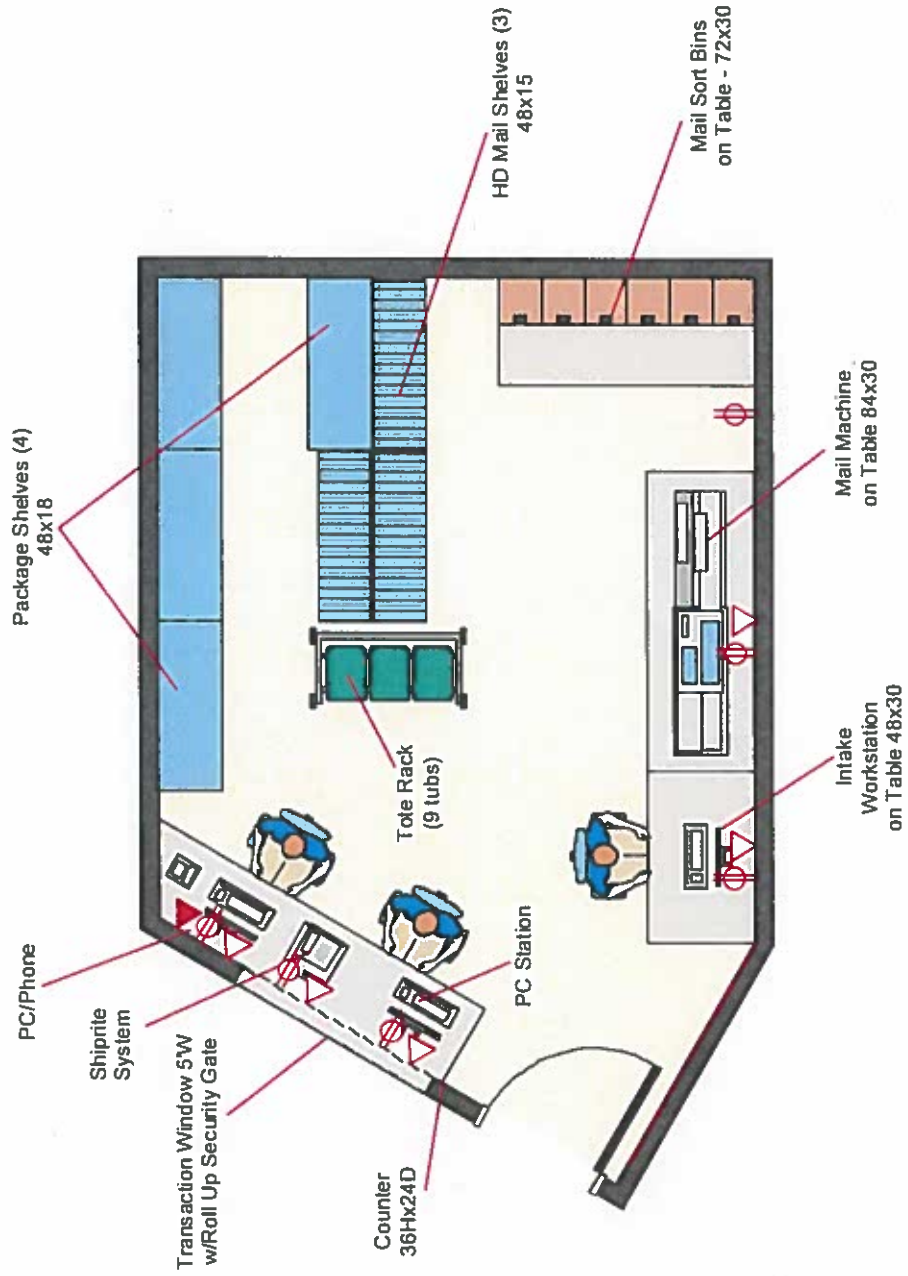 Package Shelves (4)
48x18
HD Mail Shelves (3)
48x15
Mail Sort Bins
on Table - 72x30
Mail Machine
on Table 84x30
Intake
Workstation
on Table 48x30
Tote Rack
(9 tubs)
PC Station
PC/Phone
Shiprite
System
Transaction Window 5'W
w/Roll Up Security Gate
Counter
36Hx24D